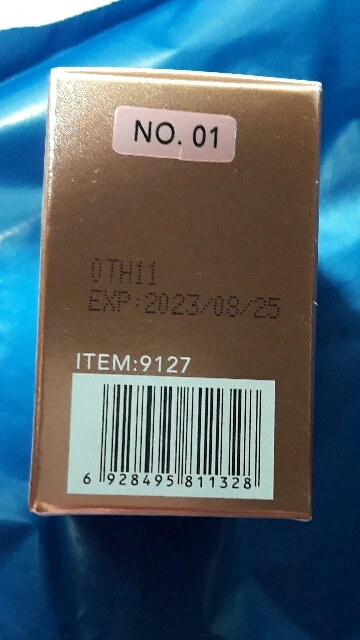 NO. 01
0TH11
EXP:2023/08/25
ITEM:9127
6 928495 811328